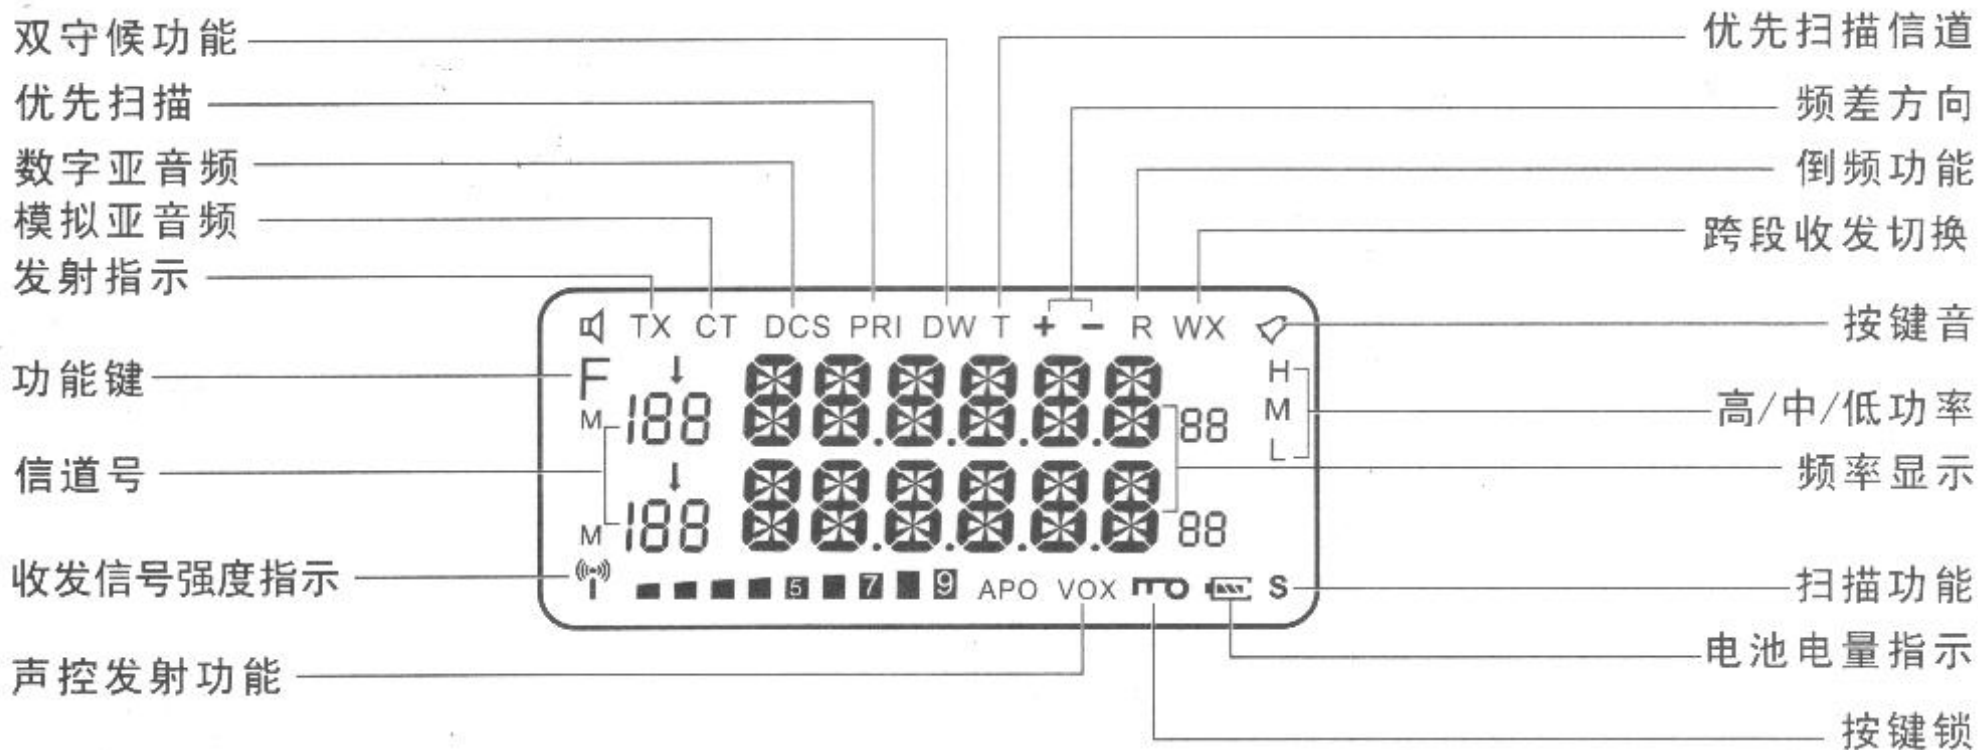 双守候功能
优先扫描
数字亚音频
模拟亚音频
发射指示
功能键
信道号
收发信号强度指示
声控发射功能
TX CT DCS PRI DW T + - R WX
F
H
M 188 88
M
L
M 188 88
5 7 9 APO VOX S
优先扫描信道
频差方向
倒频功能
跨段收发切换
按键音
高/中/低功率
频率显示
扫描功能
电池电量指示
按键锁